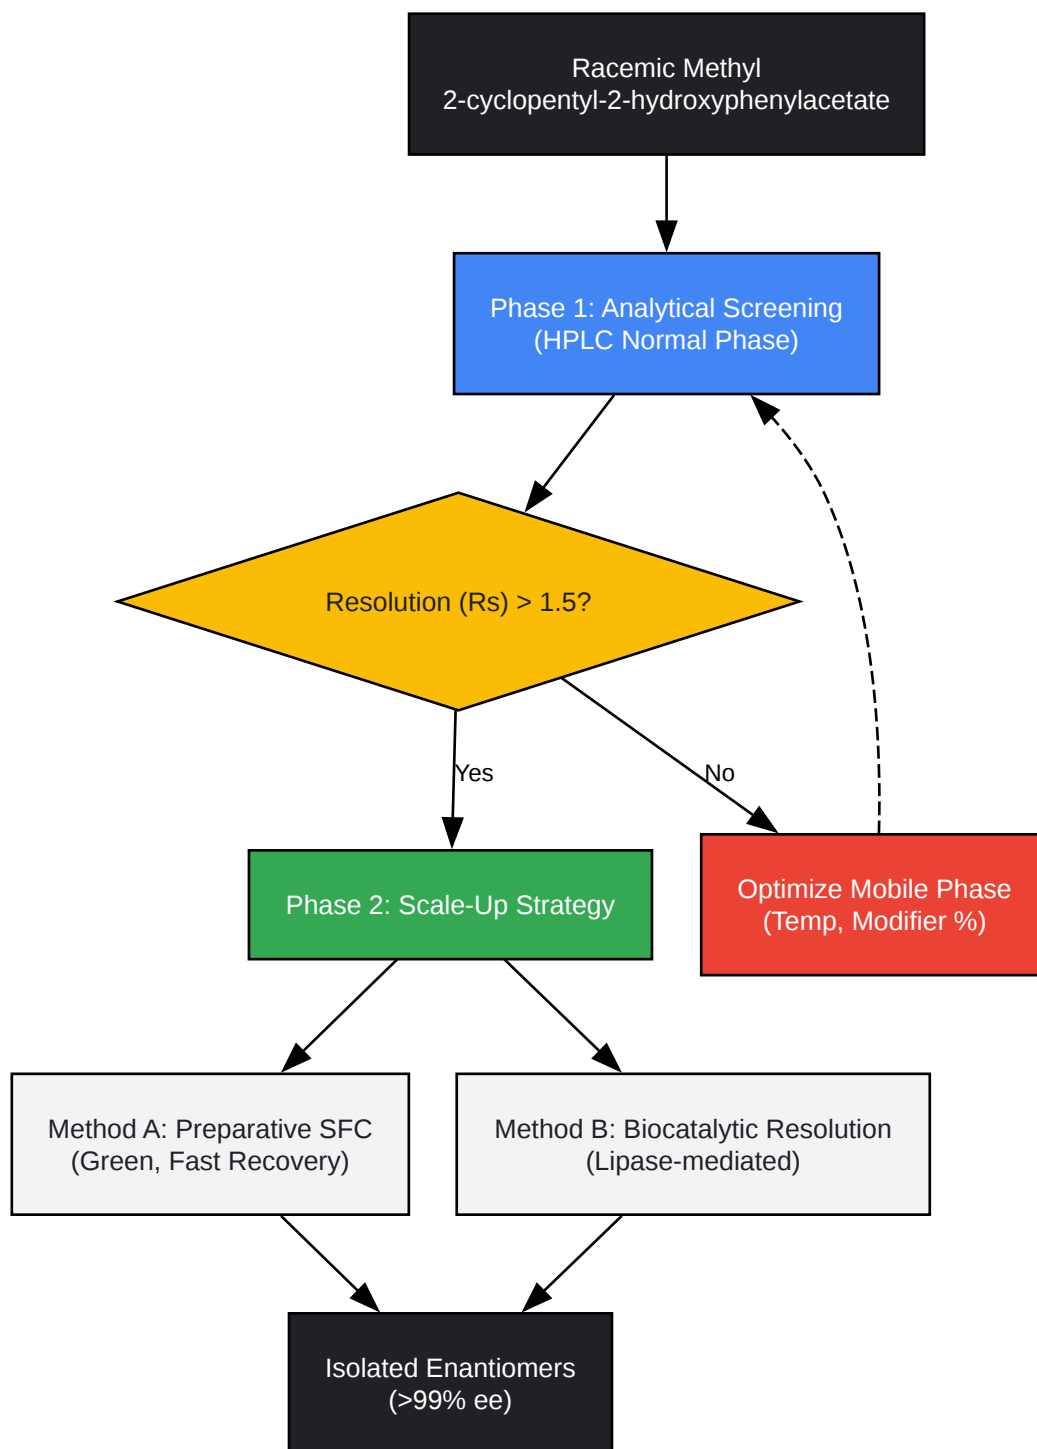 Racemic Methyl
2-cyclopentyl-2-hydroxyphenylacetate
Phase 1: Analytical Screening
(HPLC Normal Phase)
Resolution (Rs) > 1.5?
Yes
No
Phase 2: Scale-Up Strategy
Optimize Mobile Phase
(Temp, Modifier %)
Method A: Preparative SFC
(Green, Fast Recovery)
Method B: Biocatalytic Resolution
(Lipase-mediated)
Isolated Enantiomers
(>99% ee)